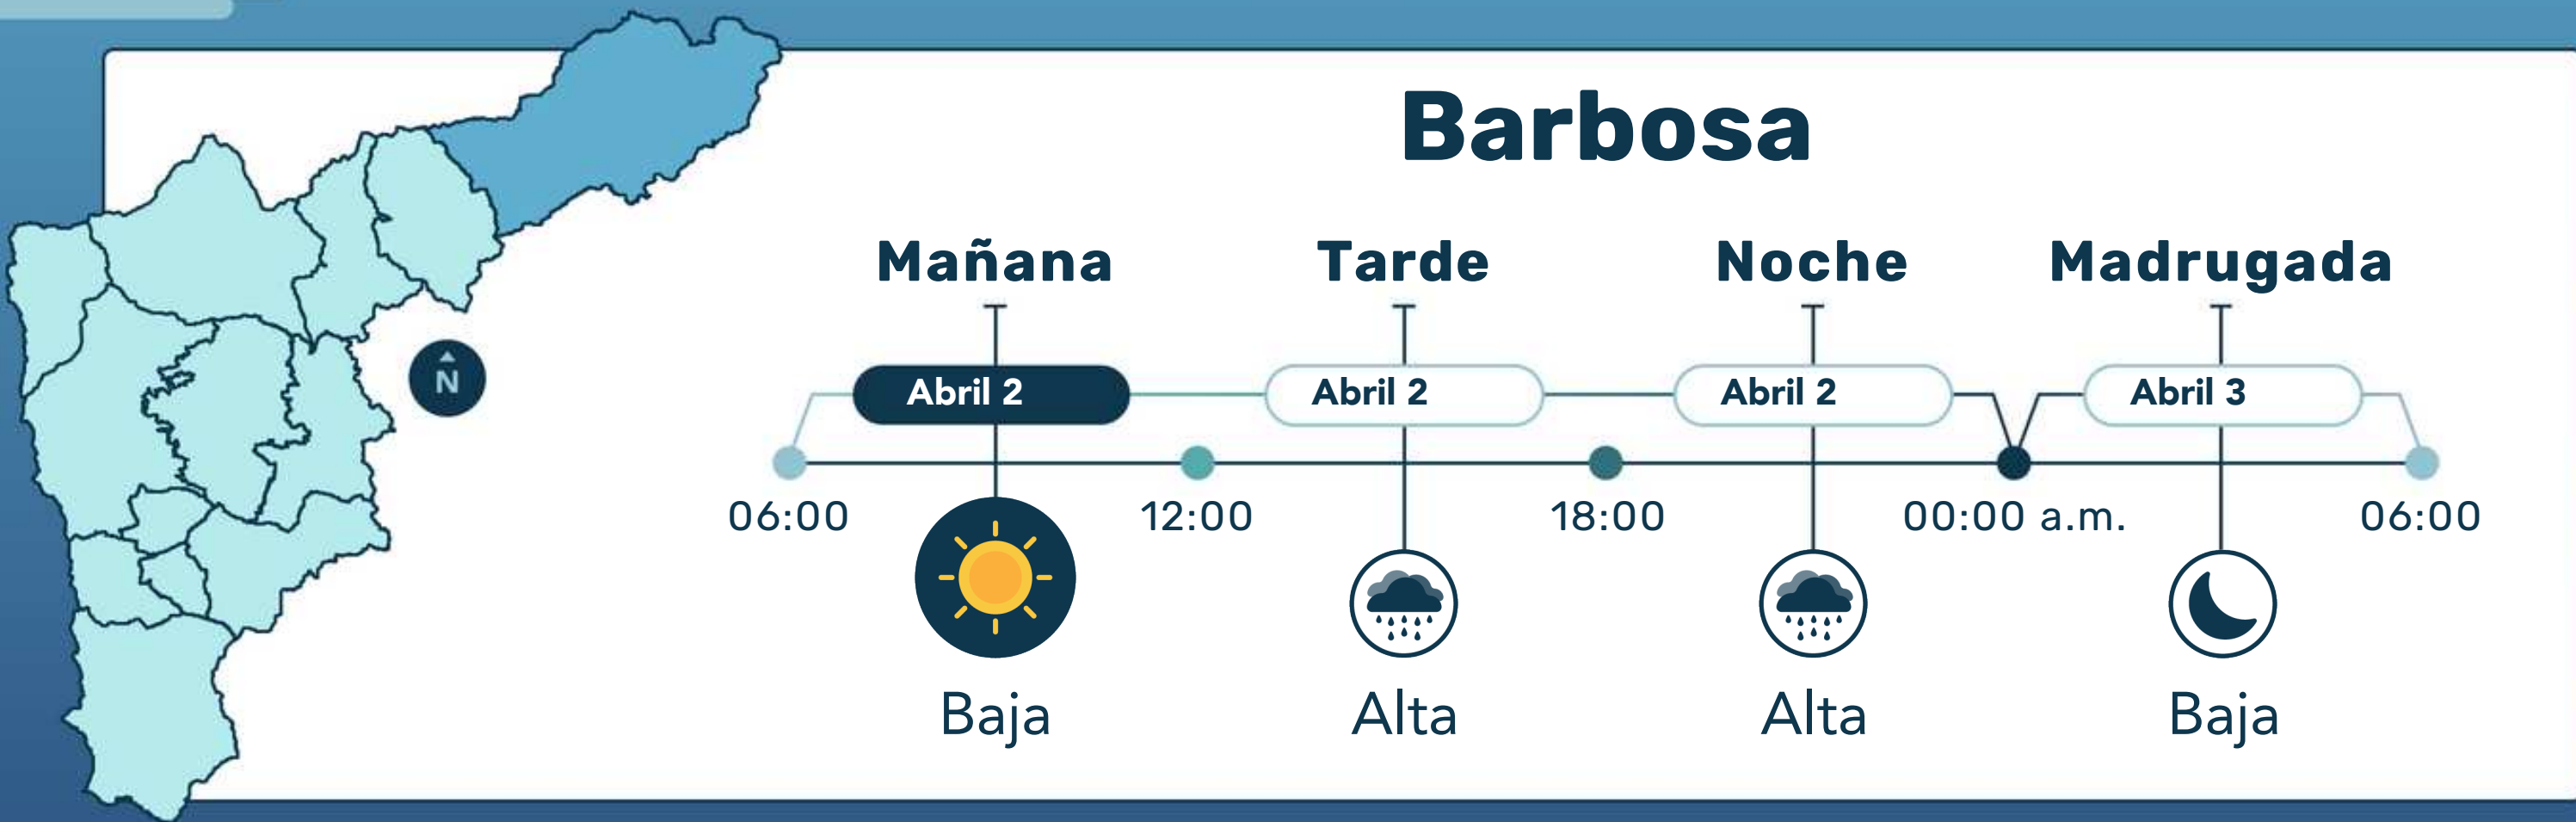 Barbosa
Mañana Tarde Noche Madrugada
Abril 2 Abril 2 Abril 2 Abril 3
N
06:00 12:00 18:00 00:00 a.m. 06:00
Baja Alta Alta Baja